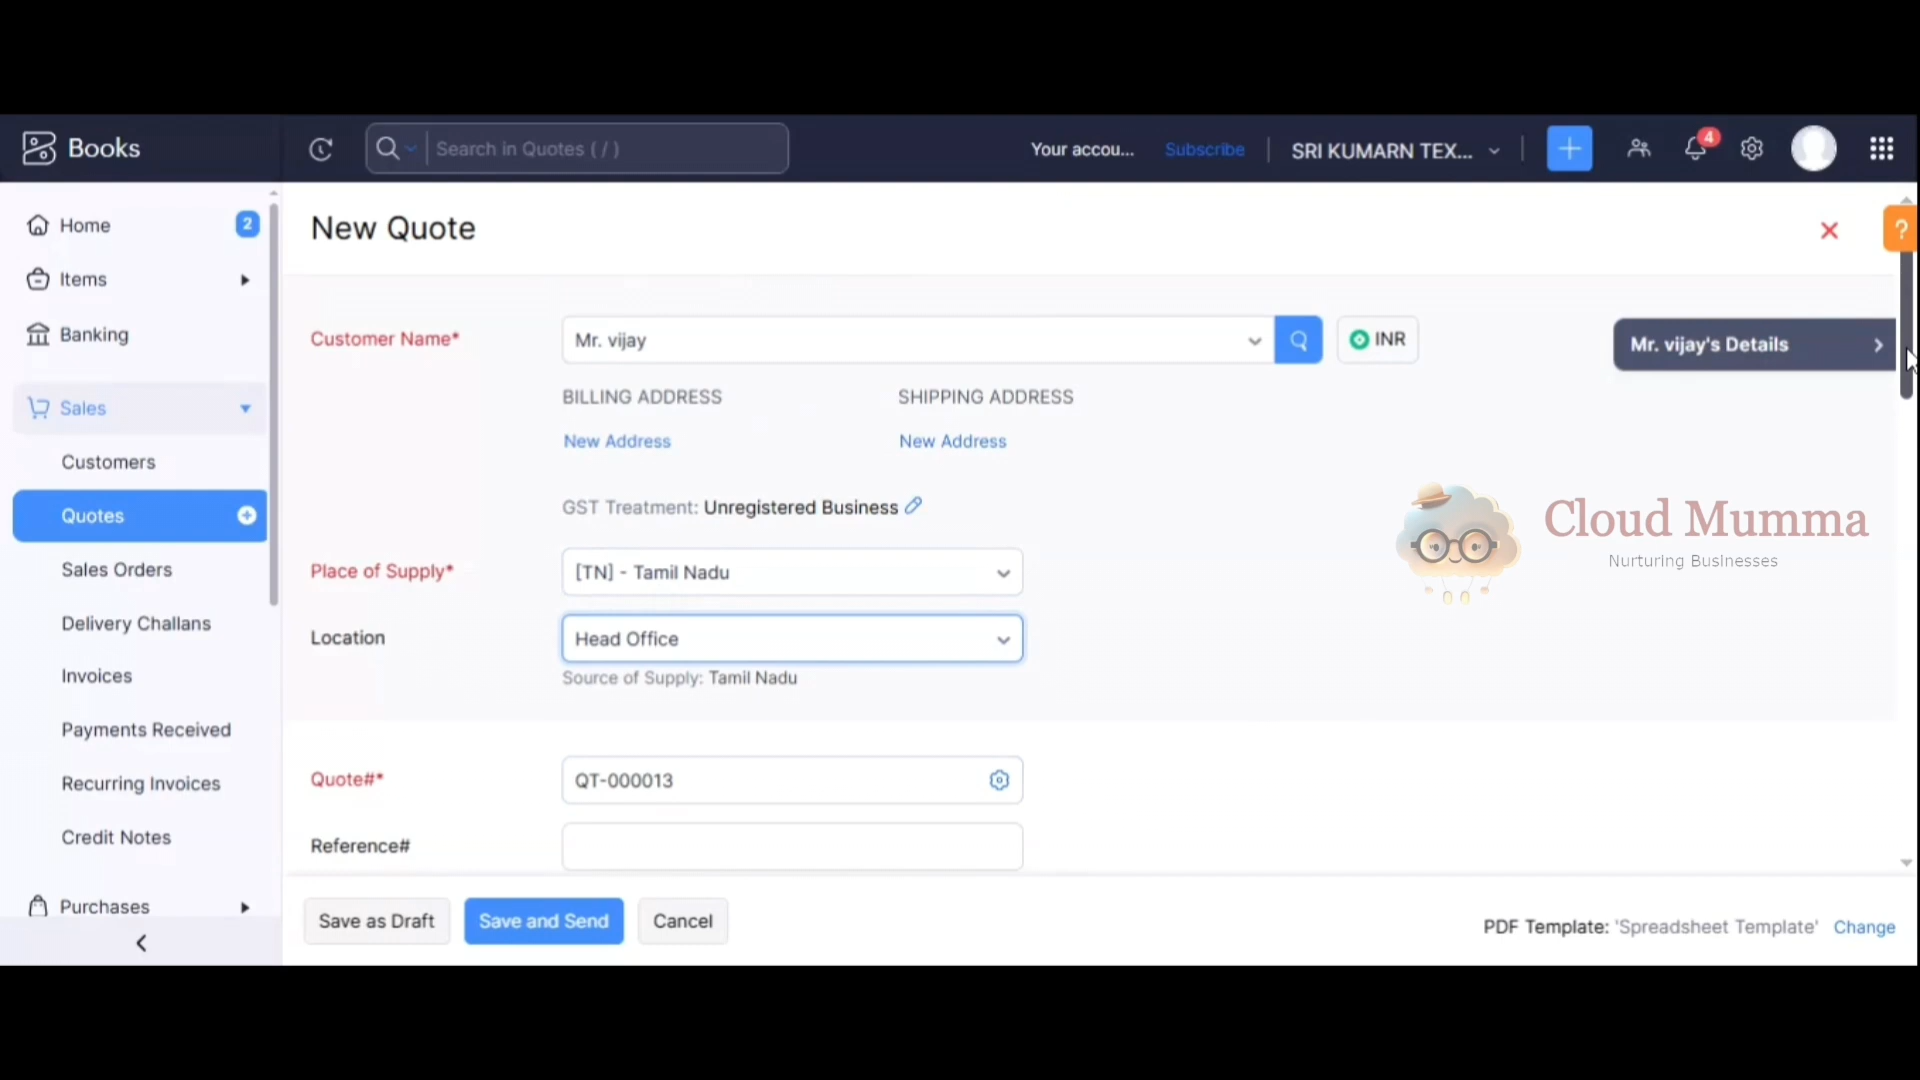 Books
Search in Quotes ( / )
Your accou...
Subscribe
SRI KUMARN TEX...
4
Home
2
Items
Banking
Sales
Customers
Quotes
Sales Orders
Delivery Challans
Invoices
Payments Received
Recurring Invoices
Credit Notes
Purchases
New Quote
?
Customer Name*
Mr. vijay
INR
Mr. vijay's Details
BILLING ADDRESS
SHIPPING ADDRESS
New Address
New Address
GST Treatment: Unregistered Business
Cloud Mumma
Nurturing Businesses
Place of Supply*
[TN] - Tamil Nadu
Location
Head Office
Source of Supply: Tamil Nadu
Quote#*
QT-000013
Reference#
Save as Draft
Save and Send
Cancel
PDF Template: 'Spreadsheet Template' Change